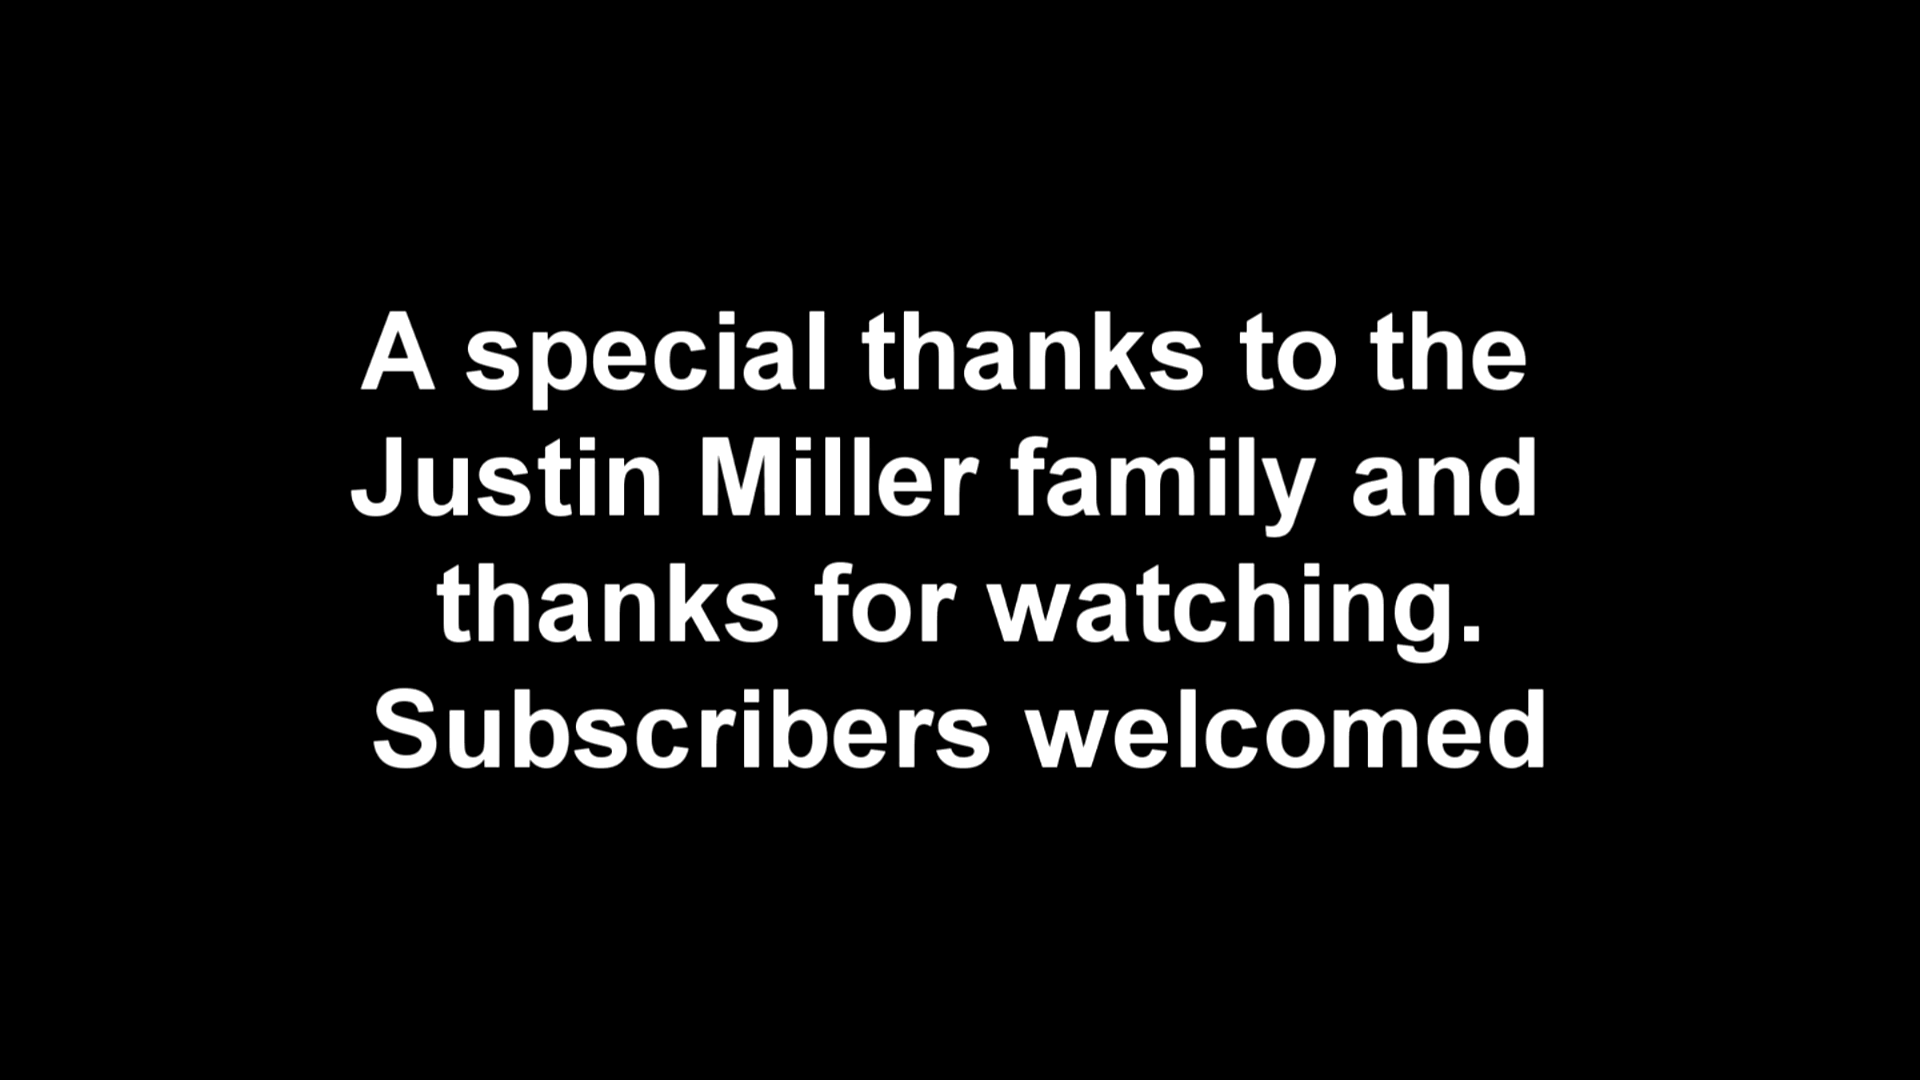 A special thanks to the
Justin Miller family and
thanks for watching.
Subscribers welcomed